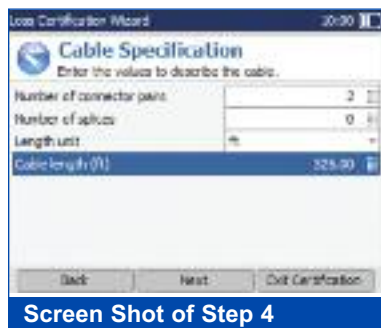 Loss Certification Wizard 20:30
Cable Specification
Enter the values to describe the cable.
Number of connector pairs 2
Number of splices 0
Length unit ft
Cable length (ft) 325.00
Back Next Exit Certification
Screen Shot of Step 4